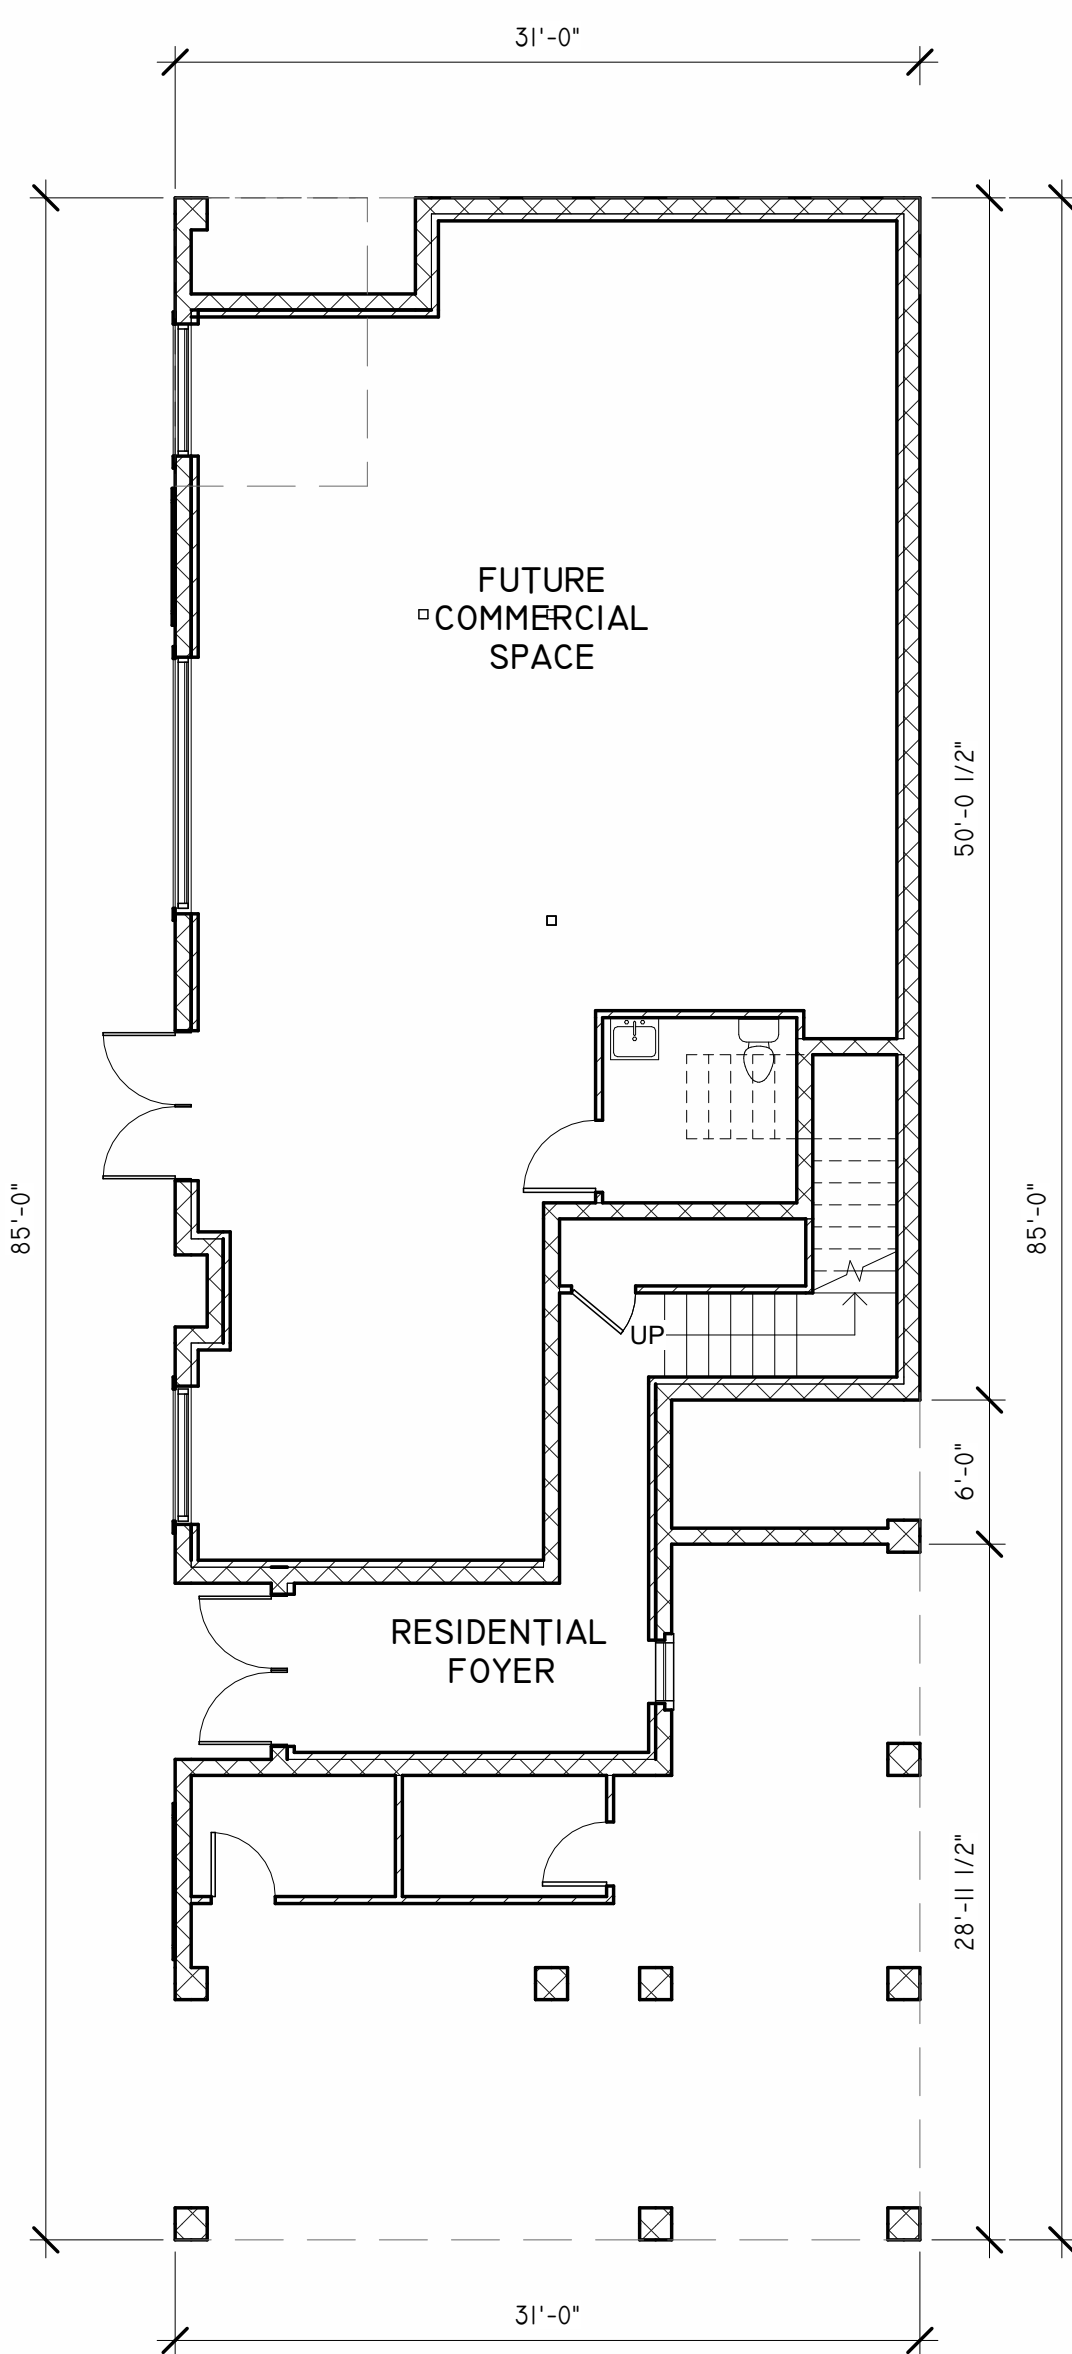 31'-0"
FUTURE
COMMERCIAL
SPACE
50'-0 1/2"
85'-0"
85'-0"
UP
6'-0"
RESIDENTIAL
FOYER
28'-11 1/2"
31'-0"